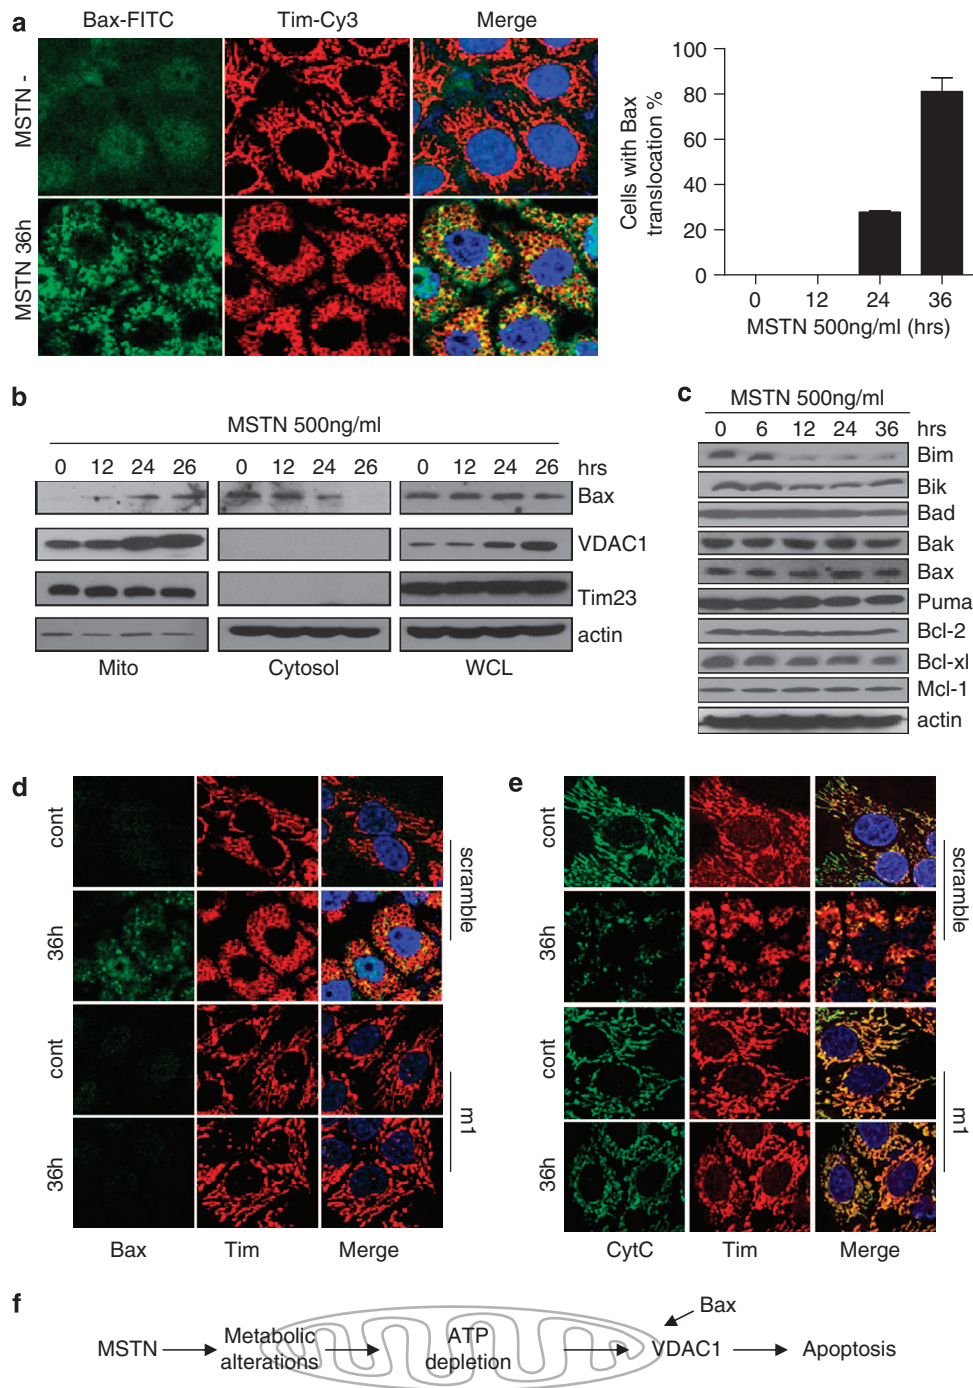 a
Bax-FITC Tim-Cy3 Merge
MSTN -
MSTN 36h
Cells with Bax
translocation %
100
80
60
40
20
0
0 12 24 36
MSTN 500ng/ml (hrs)
b
MSTN 500ng/ml
0 12 24 26 0 12 24 26 0 12 24 26 hrs
Bax
VDAC1
Tim23
actin
Mito Cytosol WCL
c
MSTN 500ng/ml
0 6 12 24 36 hrs
Bim
Bik
Bad
Bak
Bax
Puma
Bcl-2
Bcl-xl
Mcl-1
actin
d
cont
36h
scramble
cont
36h
m1
Bax Tim Merge
e
cont
36h
scramble
cont
36h
m1
CytC Tim Merge
f
MSTN
Metabolic
alterations
ATP
depletion
Bax
VDAC1
Apoptosis